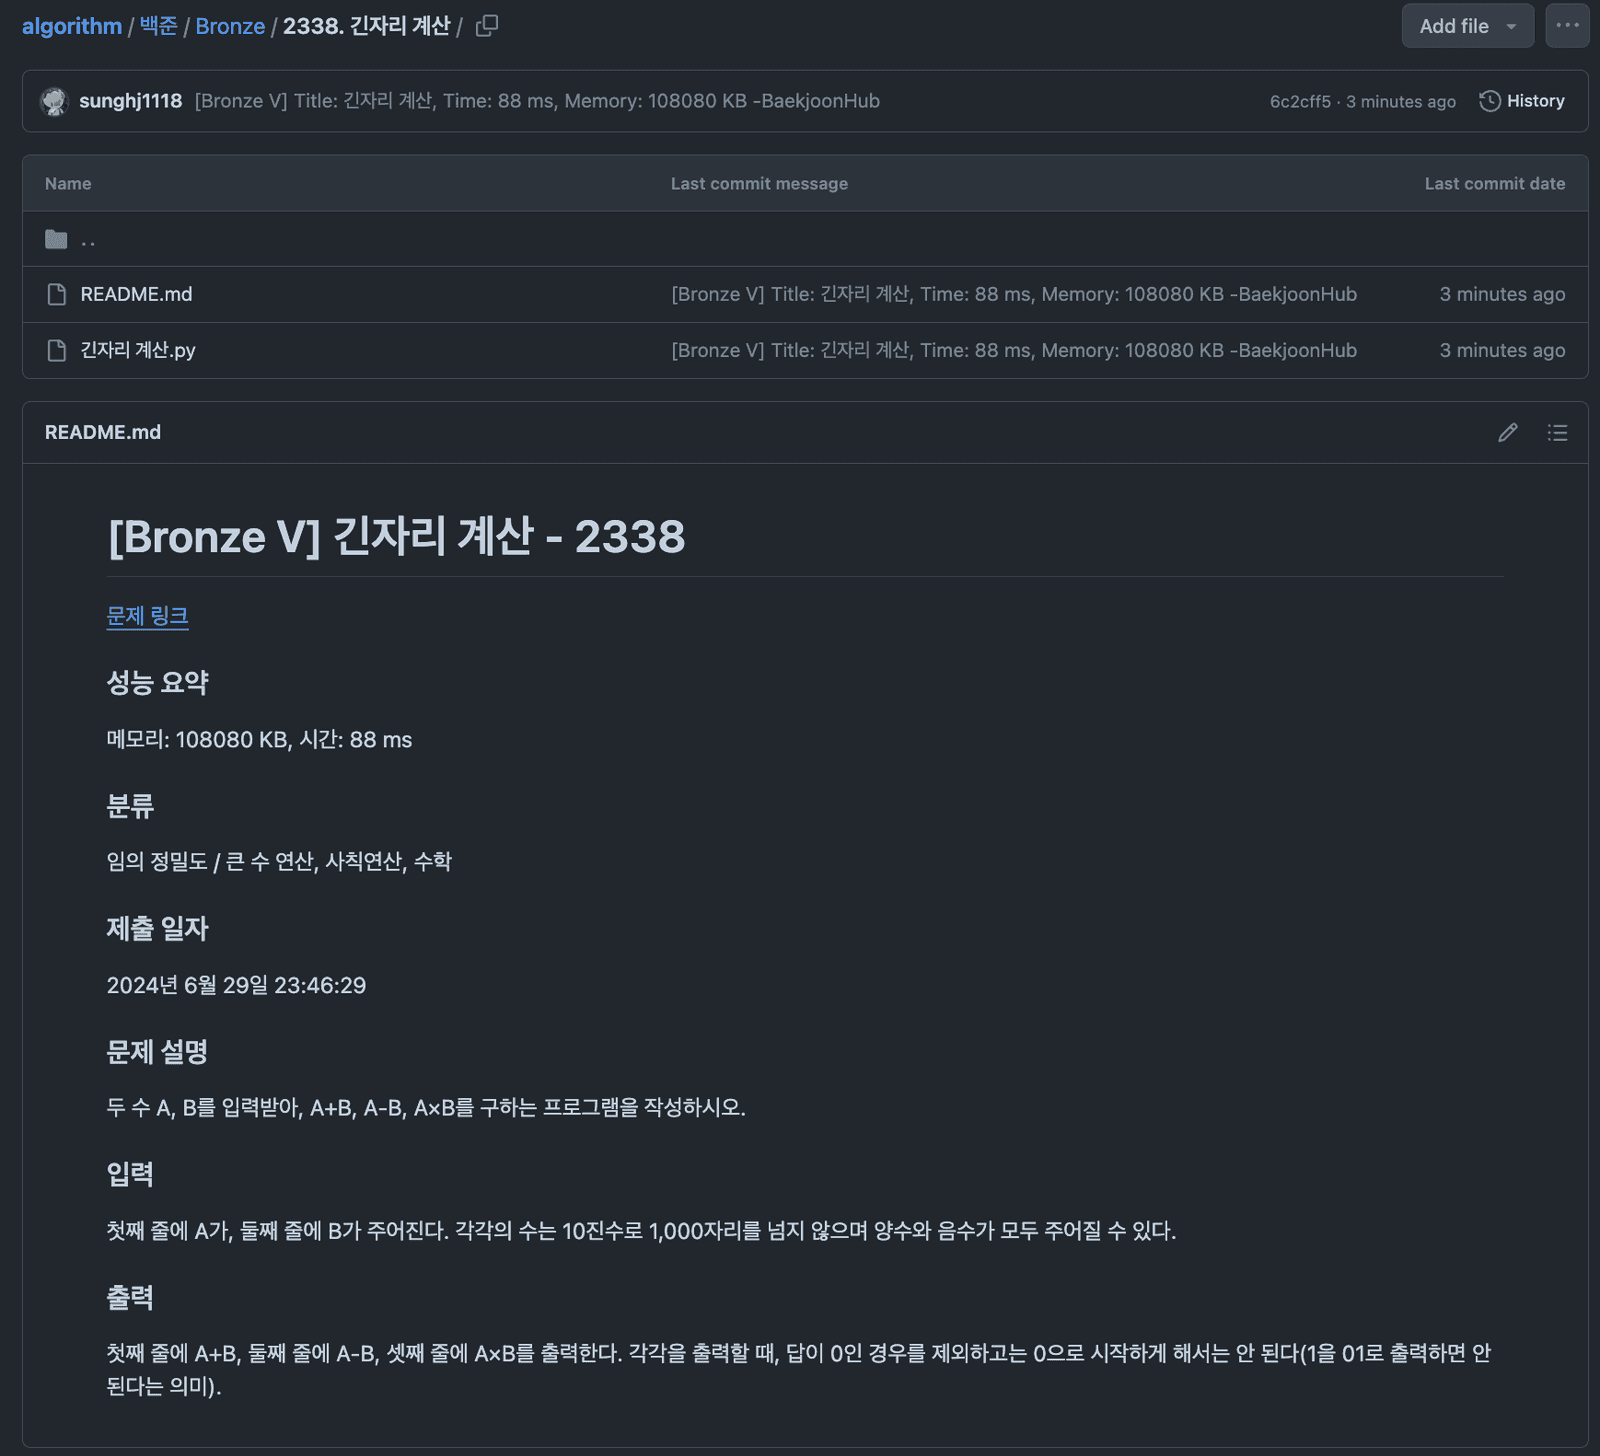 algorithm / 백준 / Bronze / 2338. 긴자리 계산 /
Add file
sunghj1118 [Bronze V] Title: 긴자리 계산, Time: 88 ms, Memory: 108080 KB -BaekjoonHub
6c2cff5 · 3 minutes ago
History
Name Last commit message Last commit date
..
README.md [Bronze V] Title: 긴자리 계산, Time: 88 ms, Memory: 108080 KB -BaekjoonHub 3 minutes ago
긴자리 계산.py [Bronze V] Title: 긴자리 계산, Time: 88 ms, Memory: 108080 KB -BaekjoonHub 3 minutes ago
README.md
[Bronze V] 긴자리 계산 - 2338
문제 링크
성능 요약
메모리: 108080 KB, 시간: 88 ms
분류
임의 정밀도 / 큰 수 연산, 사칙연산, 수학
제출 일자
2024년 6월 29일 23:46:29
문제 설명
두 수 A, B를 입력받아, A+B, A-B, A×B를 구하는 프로그램을 작성하시오.
입력
첫째 줄에 A가, 둘째 줄에 B가 주어진다. 각각의 수는 10진수로 1,000자리를 넘지 않으며 양수와 음수가 모두 주어질 수 있다.
출력
첫째 줄에 A+B, 둘째 줄에 A-B, 셋째 줄에 A×B를 출력한다. 각각을 출력할 때, 답이 0인 경우를 제외하고는 0으로 시작하게 해서는 안 된다(1을 01로 출력하면 안
된다는 의미).